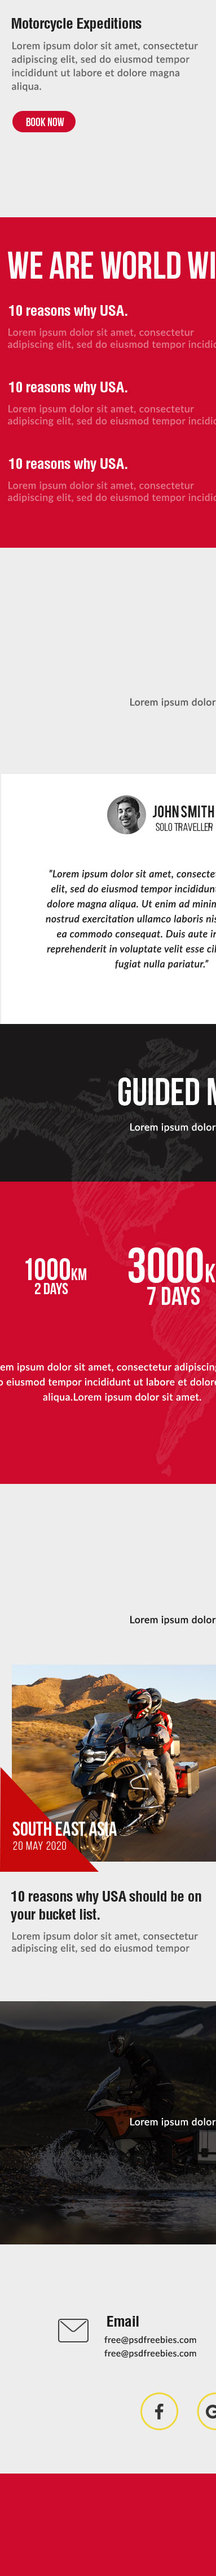 Motorcycle Expeditions
Lorem ipsum dolor sit amet, consectetur
adipiscing elit, sed do eiusmod tempor
incididunt ut labore et dolore magna
aliqua.
BOOK NOW
WE ARE WORLD WI
10 reasons why USA.
Lorem ipsum dolor sit amet, consectetur
adipiscing elit, sed do eiusmod tempor incidid
10 reasons why USA.
Lorem ipsum dolor sit amet, consectetur
adipiscing elit, sed do eiusmod tempor incidid
10 reasons why USA.
Lorem ipsum dolor sit amet, consectetur
adipiscing elit, sed do eiusmod tempor incidid
Lorem ipsum dolor
JOHN SMITH
SOLO TRAVELLER
"Lorem ipsum dolor sit amet, consecte
elit, sed do eiusmod tempor incididun
dolore magna aliqua. Ut enim ad minim
nostrud exercitation ullamco laboris nis
ea commodo consequat. Duis aute ir
reprehenderit in voluptate velit esse cil
fugiat nulla pariatur."
GUIDED M
Lorem ipsum dolor
1000KM
2 DAYS
3000K
7 DAYS
em ipsum dolor sit amet, consectetur adipiscing
o eiusmod tempor incididunt ut labore et dolore
aliqua.Lorem ipsum dolor sit amet.
Lorem ipsum dolor
SOUTH EAST ASIA
20 MAY 2020
10 reasons why USA should be on
your bucket list.
Lorem ipsum dolor sit amet, consectetur
adipiscing elit, sed do eiusmod tempor
Lorem ipsum dolor
Email
free@psdfreebies.com
free@psdfreebies.com
f G